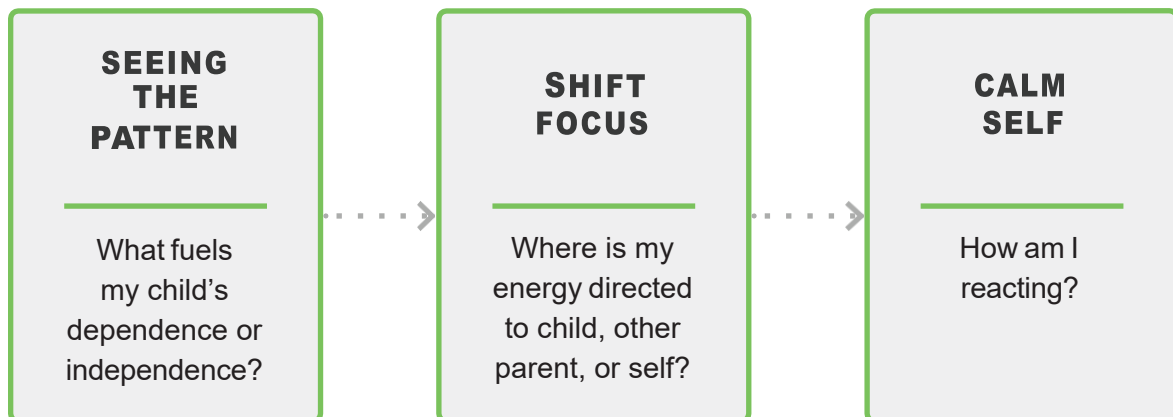 SEEING
THE
PATTERN
What fuels
my child’s
dependence or
independence?
SHIFT
FOCUS
Where is my
energy directed
to child, other
parent, or self?
CALM
SELF
How am I
reacting?